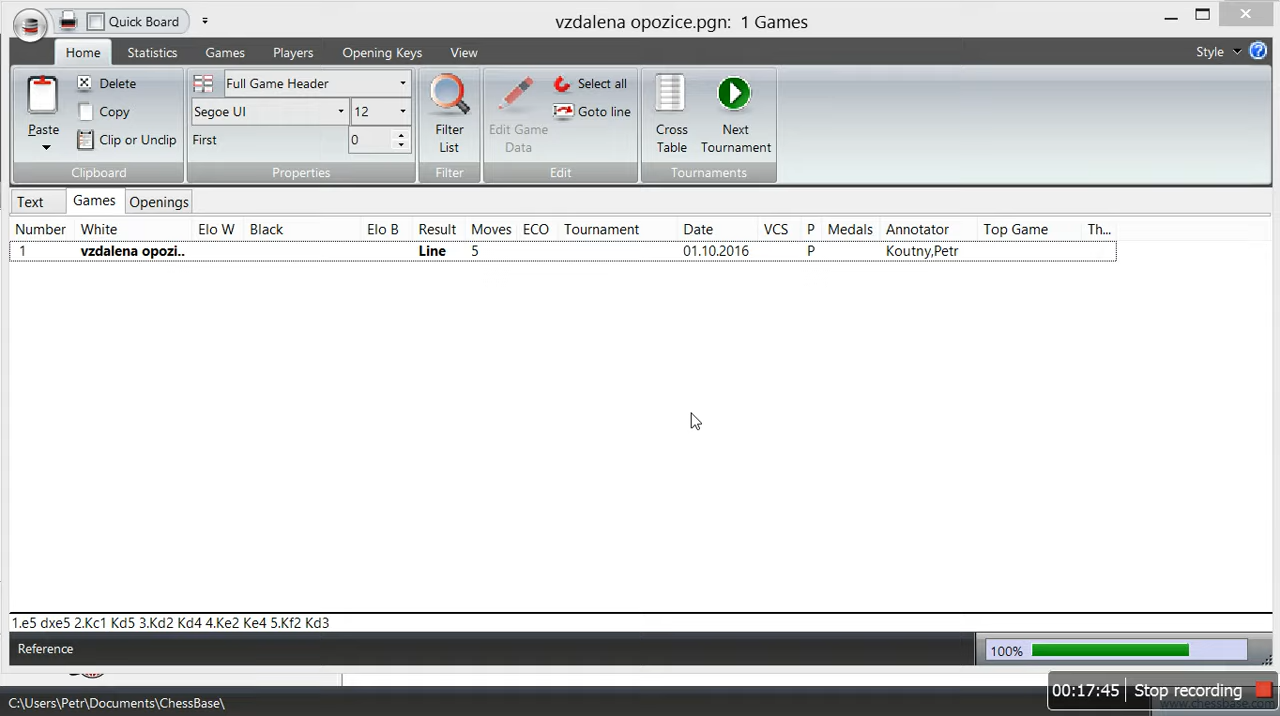 Quick Board
vzdalena opozice.pgn: 1 Games
Home Statistics Games Players Opening Keys View Style
Paste
Delete
Copy
Clip or Unclip
Clipboard
Full Game Header
Segoe UI 12
First 0
Properties
Filter List
Filter
Edit Game Data
Select all
Goto line
Edit
Cross Table
Next Tournament
Tournaments
Text Games Openings
Number White Elo W Black Elo B Result Moves ECO Tournament Date VCS P Medals Annotator Top Game Th...
1 vzdalena opozi.. Line 5 01.10.2016 P Koutny,Petr
1.e5 dxe5 2.Kc1 Kd5 3.Kd2 Kd4 4.Ke2 Ke4 5.Kf2 Kd3
Reference
100%
00:17:45 Stop recording
C:\Users\Petr\Documents\ChessBase\
www.chessbase.com